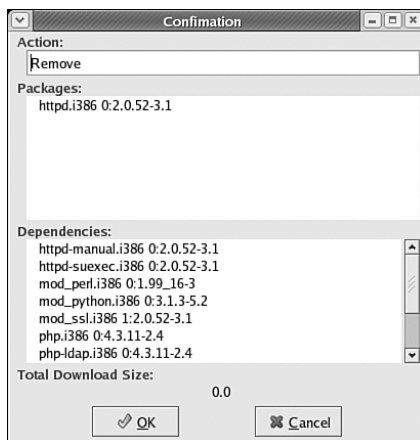 Confimation
Action:
Remove
Packages:
httpd.i386 0:2.0.52-3.1
Dependencies:
httpd-manual.i386 0:2.0.52-3.1
httpd-suexec.i386 0:2.0.52-3.1
mod_perl.i386 0:1.99_16-3
mod_python.i386 0:3.1.3-5.2
mod_ssl.i386 1:2.0.52-3.1
php.i386 0:4.3.11-2.4
php-ldap.i386 0:4.3.11-2.4
Total Download Size:
0.0
OK
Cancel